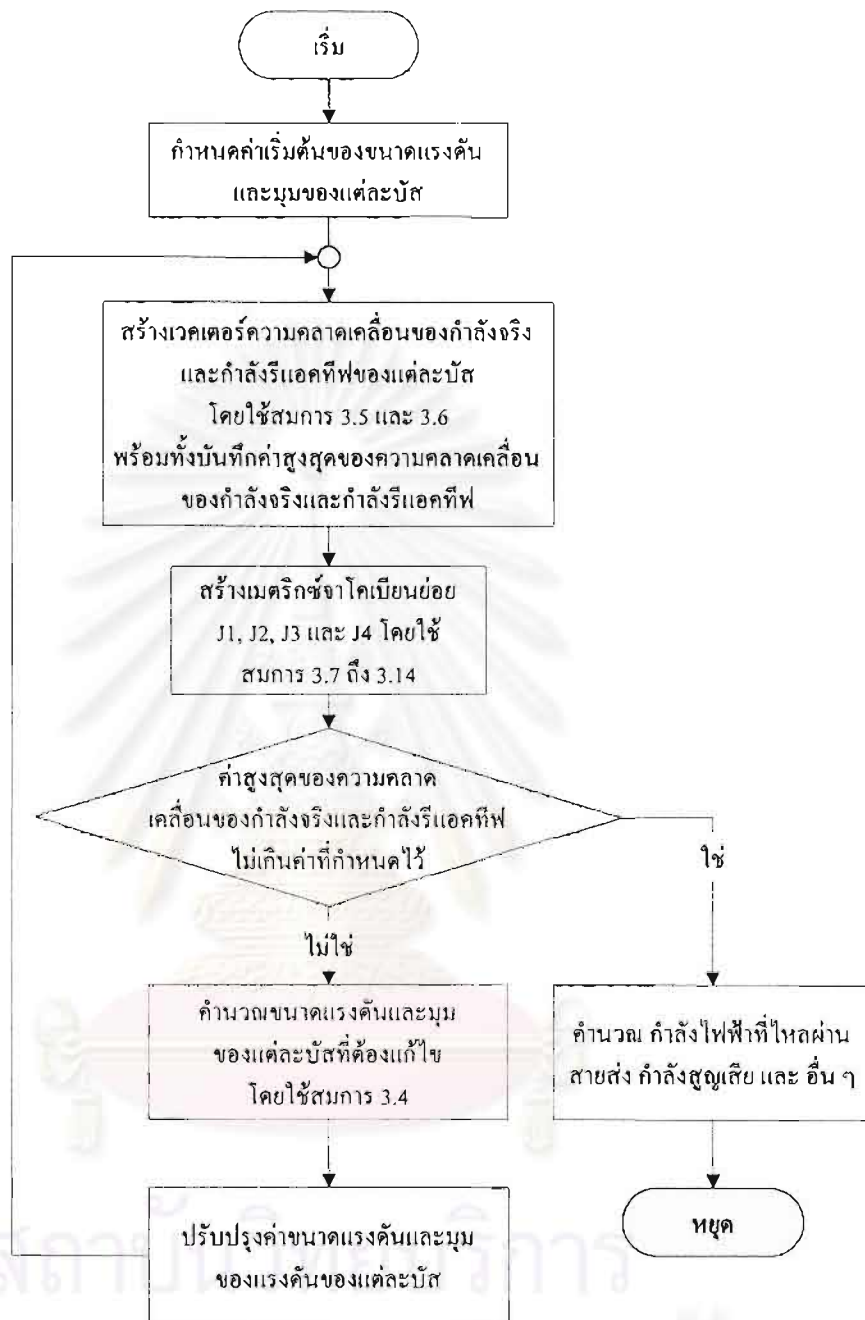 เริ่ม
กำหนดค่าเริ่มต้นของขนาดแรงดัน
และมุมของแต่ละบัส
สร้างเวคเตอร์ความคลาดเคลื่อนของกำลังจริง
และกำลังรีแอคทีฟของแต่ละบัส
โดยใช้สมการ 3.5 และ 3.6
พร้อมทั้งบันทึกค่าสูงสุดของความคลาดเคลื่อน
ของกำลังจริงและกำลังรีแอคทีฟ
สร้างเมตริกซ์จาโคเบียนย่อย
J1, J2, J3 และ J4 โดยใช้
สมการ 3.7 ถึง 3.14
ค่าสูงสุดของความคลาด
เคลื่อนของกำลังจริงและกำลังรีแอคทีฟ
ไม่เกินค่าที่กำหนดไว้
ใช่
ไม่ใช่
คำนวณขนาดแรงดันและมุม
ของแต่ละบัสที่ต้องแก้ไข
โดยใช้สมการ 3.4
คำนวณ กำลังไฟฟ้าที่ไหลผ่าน
สายส่ง กำลังสูญเสีย และ อื่น ๆ
ปรับปรุงค่าขนาดแรงดันและมุม
ของแรงดันของแต่ละบัส
หยุด
สถาบันวิทยบริการ